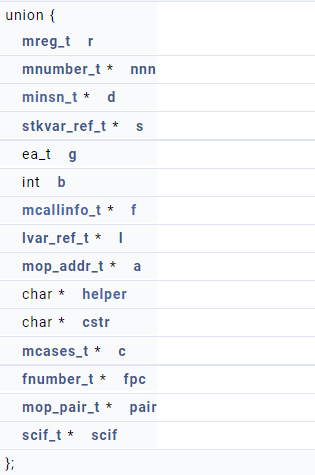 union {
mreg_t r
mnumber_t * nnn
minsn_t * d
stkvar_ref_t * s
ea_t g
int b
mcallinfo_t * f
lvar_ref_t * l
mop_addr_t * a
char * helper
char * cstr
mcases_t * c
fnumber_t * fpc
mop_pair_t * pair
scif_t * scif
};